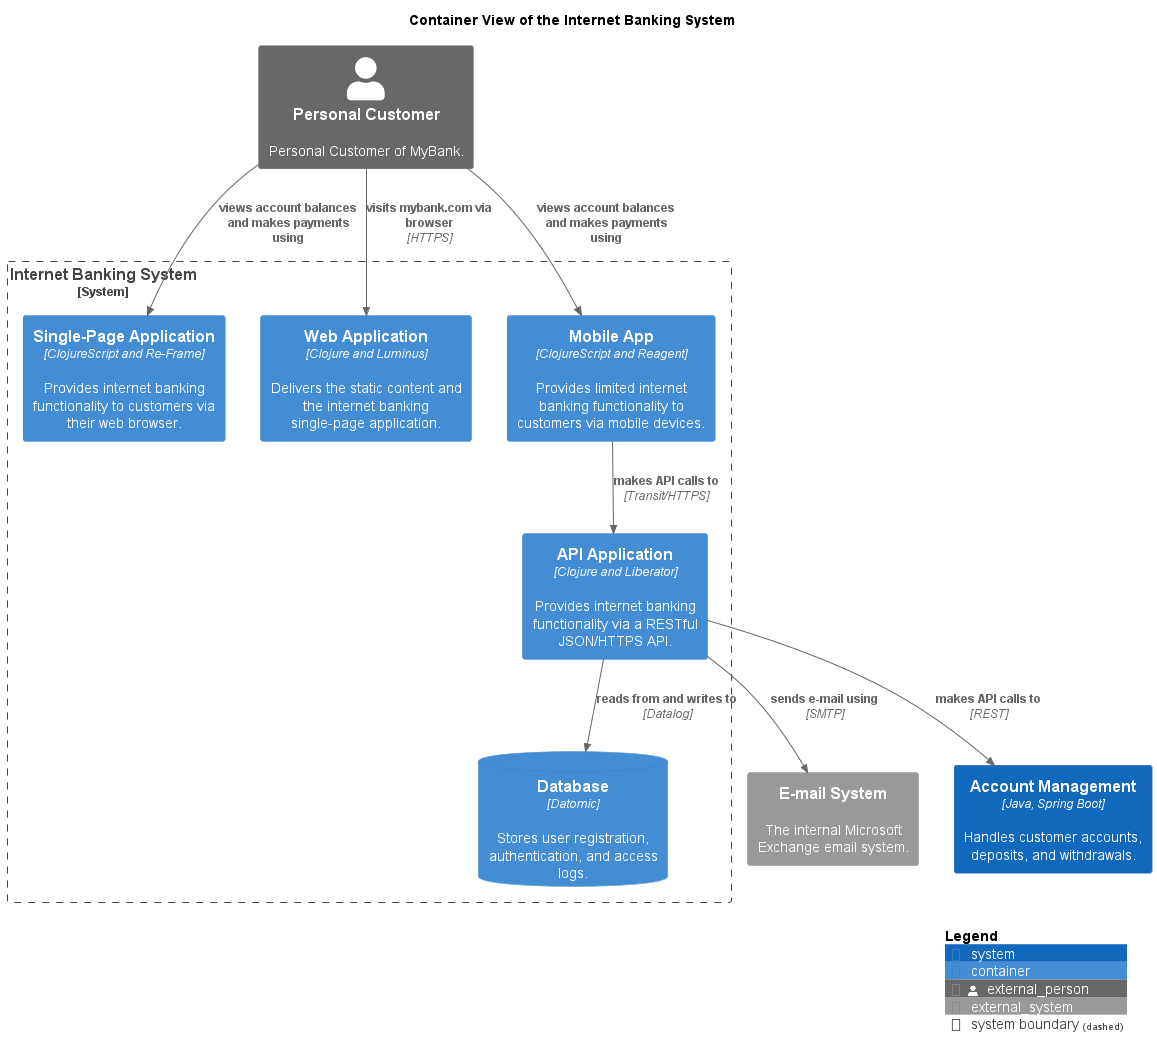 Container View of the Internet Banking System
Personal Customer
Personal Customer of MyBank.
views account balances
and makes payments
using
visits mybank.com via
browser
[HTTPS]
views account balances
and makes payments
using
Internet Banking System
[System]
Single-Page Application
[ClojureScript and Re-Frame]
Provides internet banking
functionality to customers via
their web browser.
Web Application
[Clojure and Luminus]
Delivers the static content and
the internet banking
single-page application.
Mobile App
[ClojureScript and Reagent]
Provides limited internet
banking functionality to
customers via mobile devices.
makes API calls to
[Transit/HTTPS]
API Application
[Clojure and Liberator]
Provides internet banking
functionality via a RESTful
JSON/HTTPS API.
reads from and writes to
[Datalog]
sends e-mail using
[SMTP]
makes API calls to
[REST]
Database
[Datomic]
Stores user registration,
authentication, and access
logs.
E-mail System
The internal Microsoft
Exchange email system.
Account Management
[Java, Spring Boot]
Handles customer accounts,
deposits, and withdrawals.
Legend
system
container
external_person
external_system
system boundary (dashed)